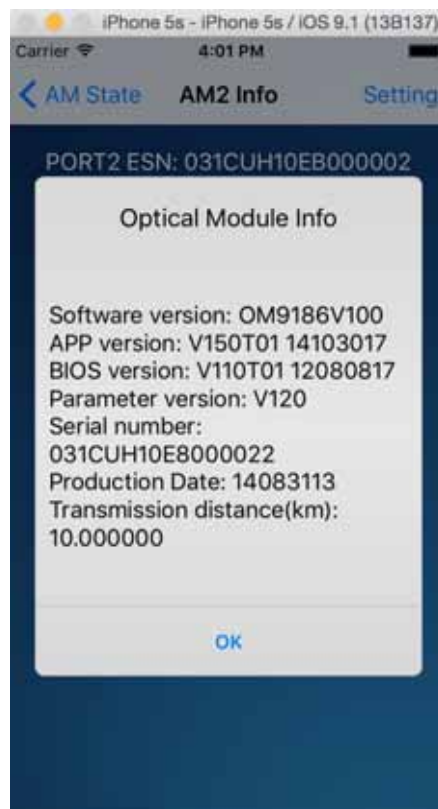 iPhone 5s - iPhone 5s / iOS 9.1 (13B137)
Carrier 4:01 PM
AM State AM2 Info Setting
PORT2 ESN: 031CUH10EB000002
Optical Module Info
Software version: OM9186V100
APP version: V150T01 14103017
BIOS version: V110T01 12080817
Parameter version: V120
Serial number:
031CUH10E8000022
Production Date: 14083113
Transmission distance(km):
10.000000
OK